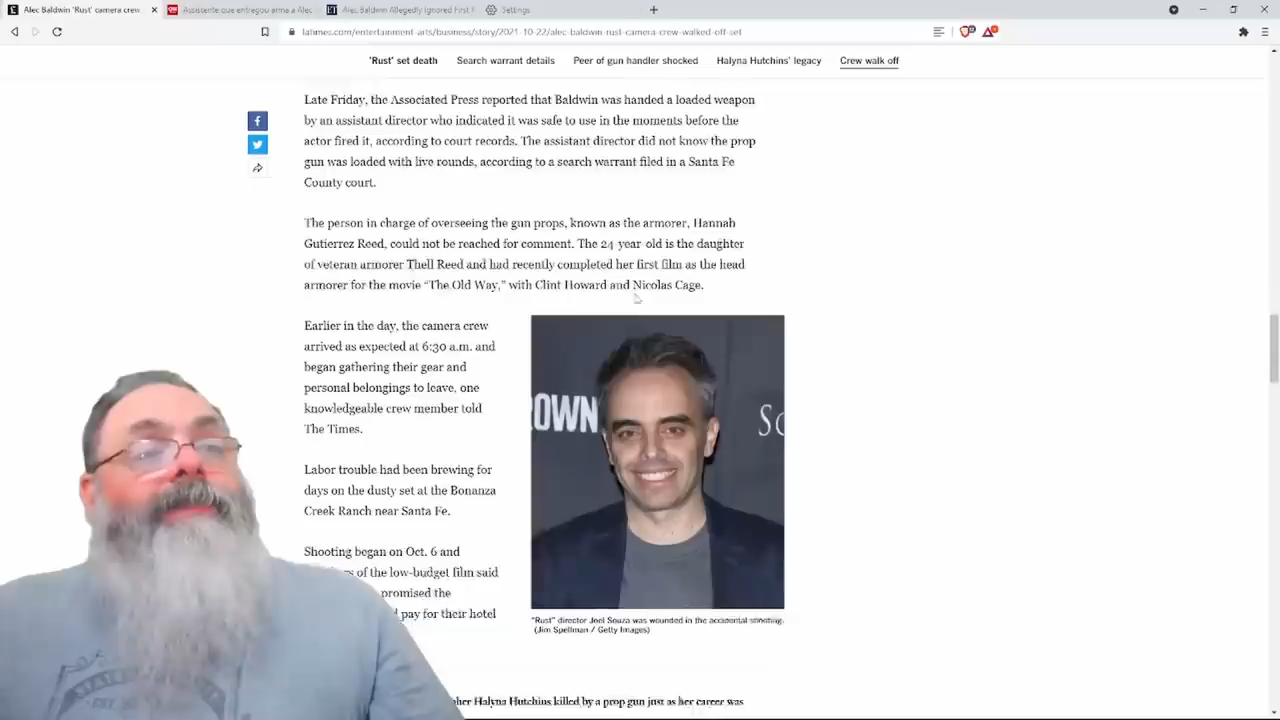 Alec Baldwin 'Rust' camera crew
Assistente que entregou arma a Alec
Alec Baldwin Allegedly Ignored First
Settings
latimes.com/entertainment-arts/business/story/2021-10-22/alec-baldwin-rust-camera-crew-walked-off-set
'Rust' set death
Search warrant details
Peer of gun handler shocked
Halyna Hutchins' legacy
Crew walk off
Late Friday, the Associated Press reported that Baldwin was handed a loaded weapon
by an assistant director who indicated it was safe to use in the moments before the
actor fired it, according to court records. The assistant director did not know the prop
gun was loaded with live rounds, according to a search warrant filed in a Santa Fe
County court.
The person in charge of overseeing the gun props, known as the armorer, Hannah
Gutierrez Reed, could not be reached for comment. The 24-year-old is the daughter
of veteran armorer Thell Reed and had recently completed her first film as the head
armorer for the movie “The Old Way,” with Clint Howard and Nicolas Cage.
Earlier in the day, the camera crew
arrived as expected at 6:30 a.m. and
began gathering their gear and
personal belongings to leave, one
knowledgeable crew member told
The Times.
Labor trouble had been brewing for
days on the dusty set at the Bonanza
Creek Ranch near Santa Fe.
Shooting began on Oct. 6 and
of the low-budget film said
promised the
pay for their hotel
OWN
So
“Rust” director Joel Souza was wounded in the accidental shooting.
(Jim Spellman / Getty Images)
Halyna Hutchins killed by a prop gun just as her career was